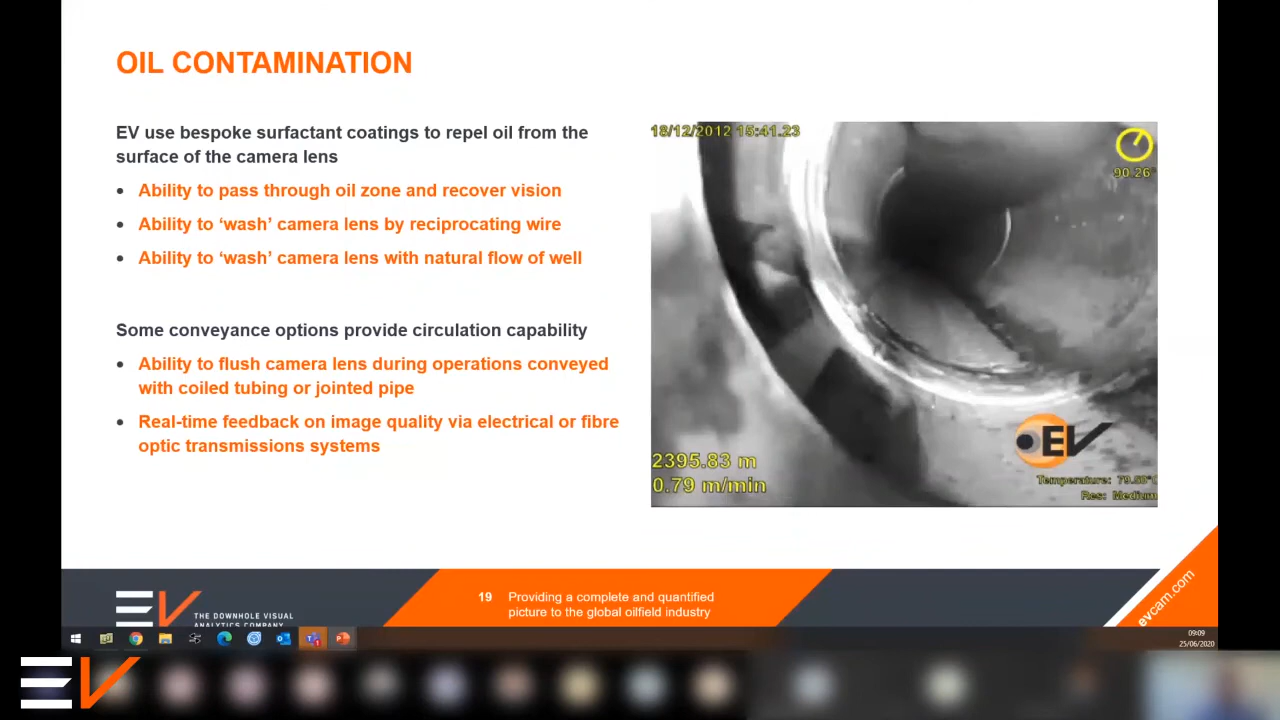 OIL CONTAMINATION
EV use bespoke surfactant coatings to repel oil from the
surface of the camera lens
• Ability to pass through oil zone and recover vision
• Ability to ‘wash’ camera lens by reciprocating wire
• Ability to ‘wash’ camera lens with natural flow of well
Some conveyance options provide circulation capability
• Ability to flush camera lens during operations conveyed
with coiled tubing or jointed pipe
• Real-time feedback on image quality via electrical or fibre
optic transmissions systems
18/12/2012 15:41.23
90.26°
2395.83 m
0.79 m/min
EV
Res: Medium
EV
THE DOWNHOLE VISUAL
ANALYTICS COMPANY
19 Providing a complete and quantified
picture to the global oilfield industry
evcam.com
09:09
25/06/2020
EV